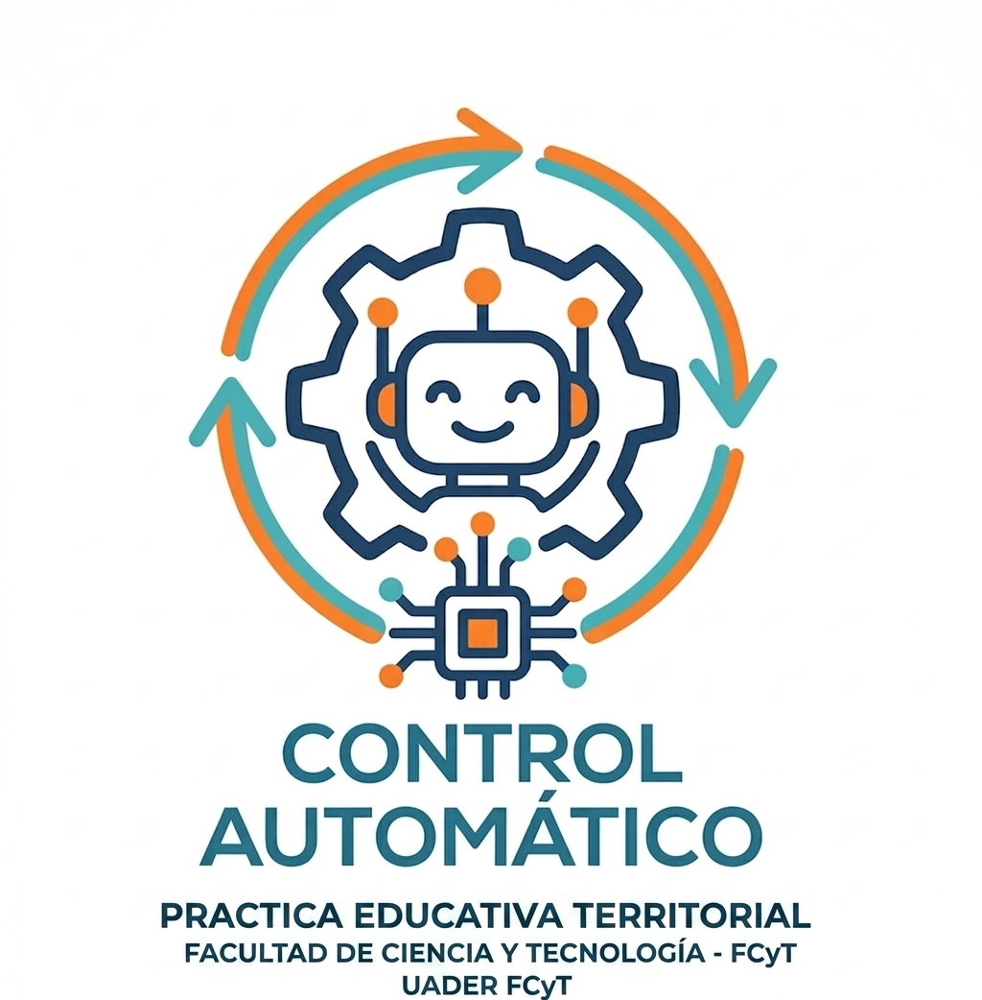 CONTROL
AUTOMÁTICO
PRACTICA EDUCATIVA TERRITORIAL
FACULTAD DE CIENCIA Y TECNOLOGÍA - FCyT
UADER FCyT